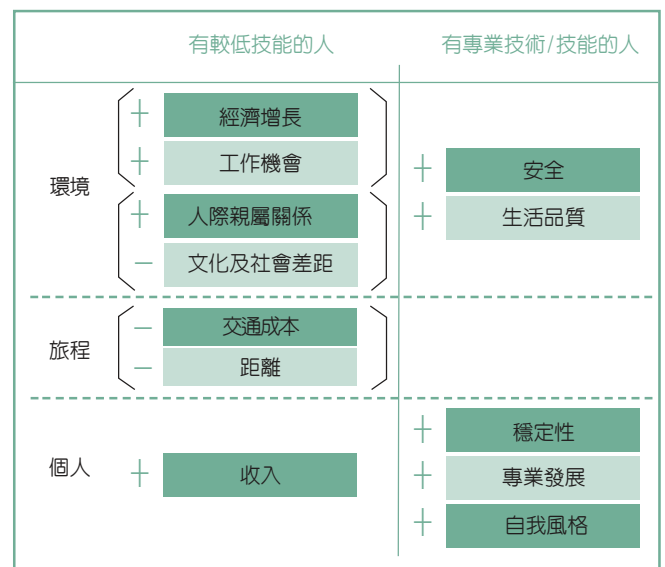 有較低技能的人 有專業技術/技能的人
環境
+ 經濟增長
+ 工作機會
+ 人際親屬關係
− 文化及社會差距
+ 安全
+ 生活品質
旅程
− 交通成本
− 距離
個人
+ 收入
+ 穩定性
+ 專業發展
+ 自我風格